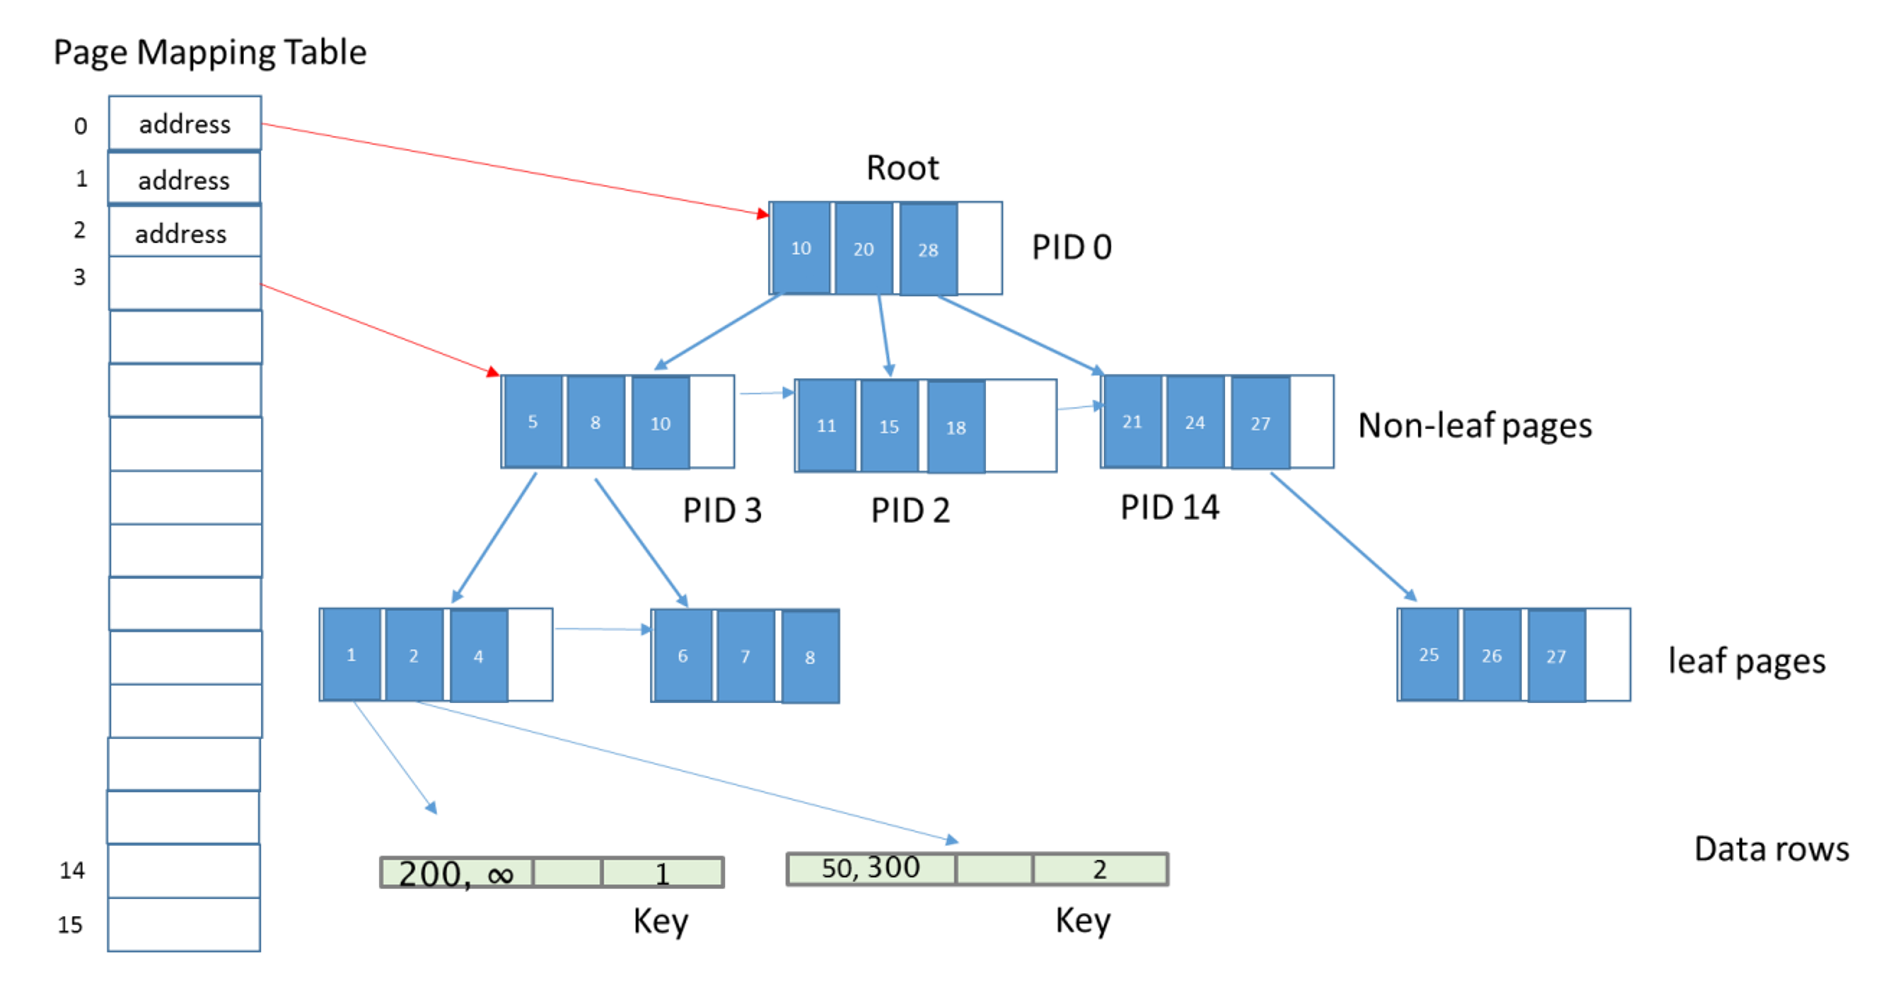 Page Mapping Table
0 address
1 address
2 address
3
14
15
Root
10 20 28
PID 0
5 8 10
11 15 18
21 24 27
Non-leaf pages
PID 3
PID 2
PID 14
1 2 4
6 7 8
25 26 27
leaf pages
200, ∞ 1
50, 300 2
Data rows
Key
Key